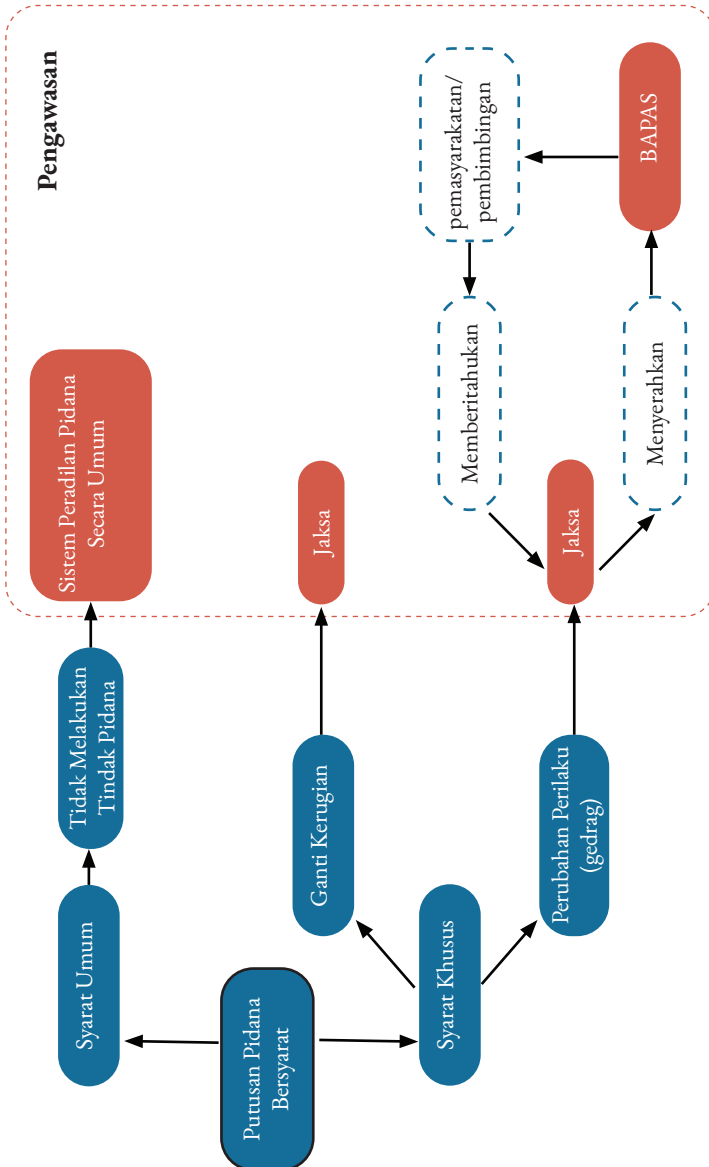 Pengawasan
Putusan Pidana
Bersyarat
Syarat Umum
Tidak Melakukan
Tindak Pidana
Sistem Peradilan Pidana
Secara Umum
Syarat Khusus
Ganti Kerugian
Jaksa
Perubahan Perilaku
(gedrag)
Jaksa
Menyerahkan
BAPAS
pemasyarakatan/
pembimbingan
Memberitahukan